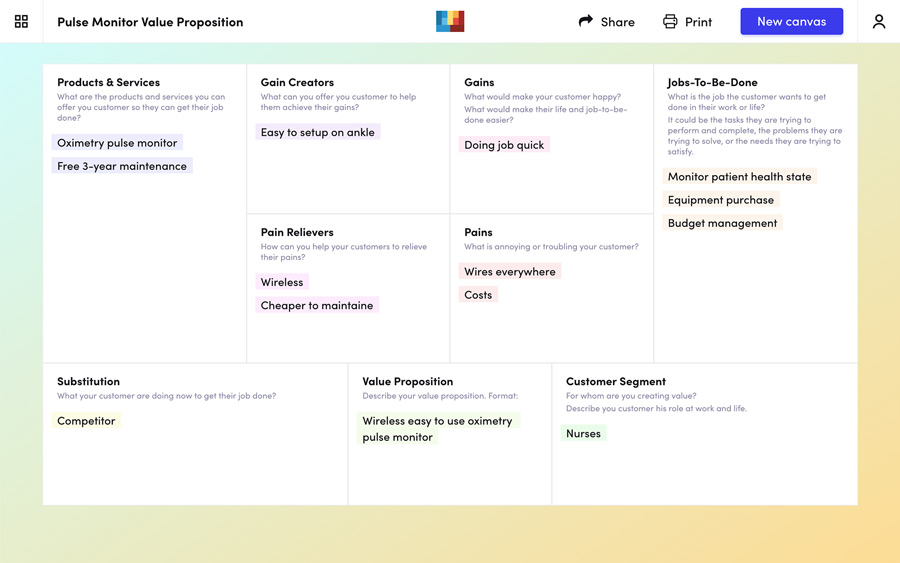 Pulse Monitor Value Proposition
Share
Print
New canvas
Products & Services
What are the products and services you can
offer you customer so they can get their job
done?
Oximetry pulse monitor
Free 3-year maintenance
Gain Creators
What can you offer you customer to help
them achieve their gains?
Easy to setup on ankle
Gains
What would make your customer happy?
What would make their life and job-to-be-
done easier?
Doing job quick
Jobs-To-Be-Done
What is the job the customer wants to get
done in their work or life?
It could be the tasks they are trying to
perform and complete, the problems they are
trying to solve, or the needs they are trying to
satisfy.
Monitor patient health state
Equipment purchase
Budget management
Pain Relievers
How can you help your customers to relieve
their pains?
Wireless
Cheaper to maintaine
Pains
What is annoying or troubling your customer?
Wires everywhere
Costs
Substitution
What your customer are doing now to get their job done?
Competitor
Value Proposition
Describe your value proposition. Format:
Wireless easy to use oximetry
pulse monitor
Customer Segment
For whom are you creating value?
Describe you customer his role at work and life.
Nurses